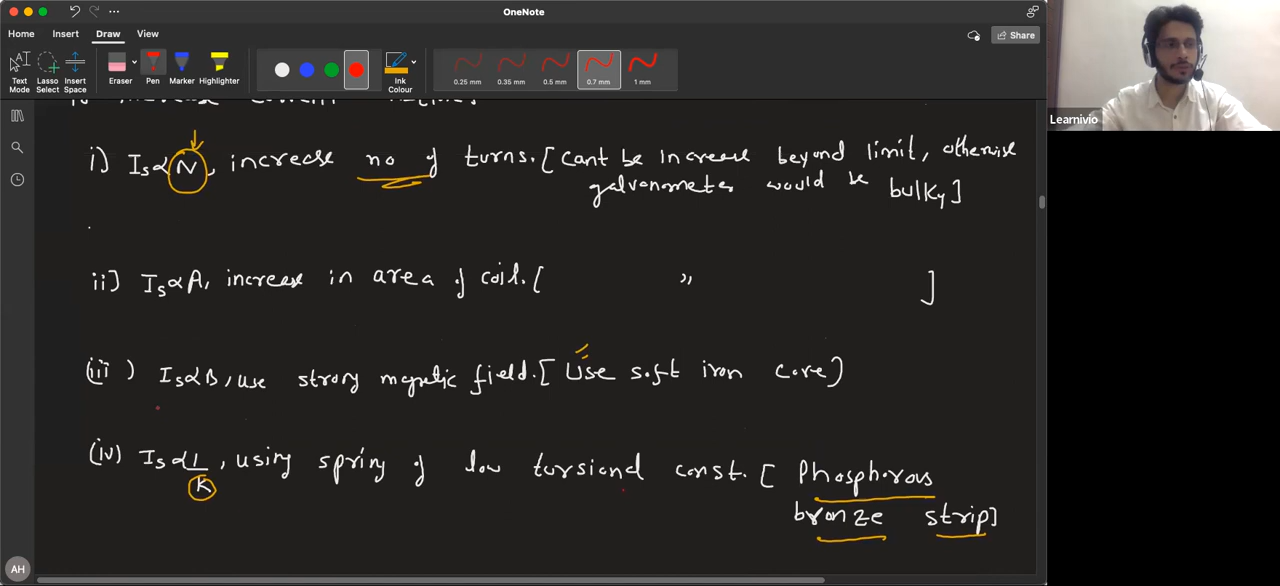 OneNote
Home Insert Draw View
Share
Text Mode Lasso Select Insert Space Eraser Pen Marker Highlighter Ink Colour 0.25 mm 0.35 mm 0.5 mm 0.7 mm 1 mm
Learnivio
i) Is∝N, increase no of turns. [cant be increase beyond limit, otherwise
galvanometer would be bulky]
ii] Is∝A, increase in area of coil. [ " ]
(iii ) Is∝B, use strong magnetic field. [Use soft iron core)
(iv) Is∝1/K, using spring of low torsional const. [Phosphorous
bronze strip]
AH